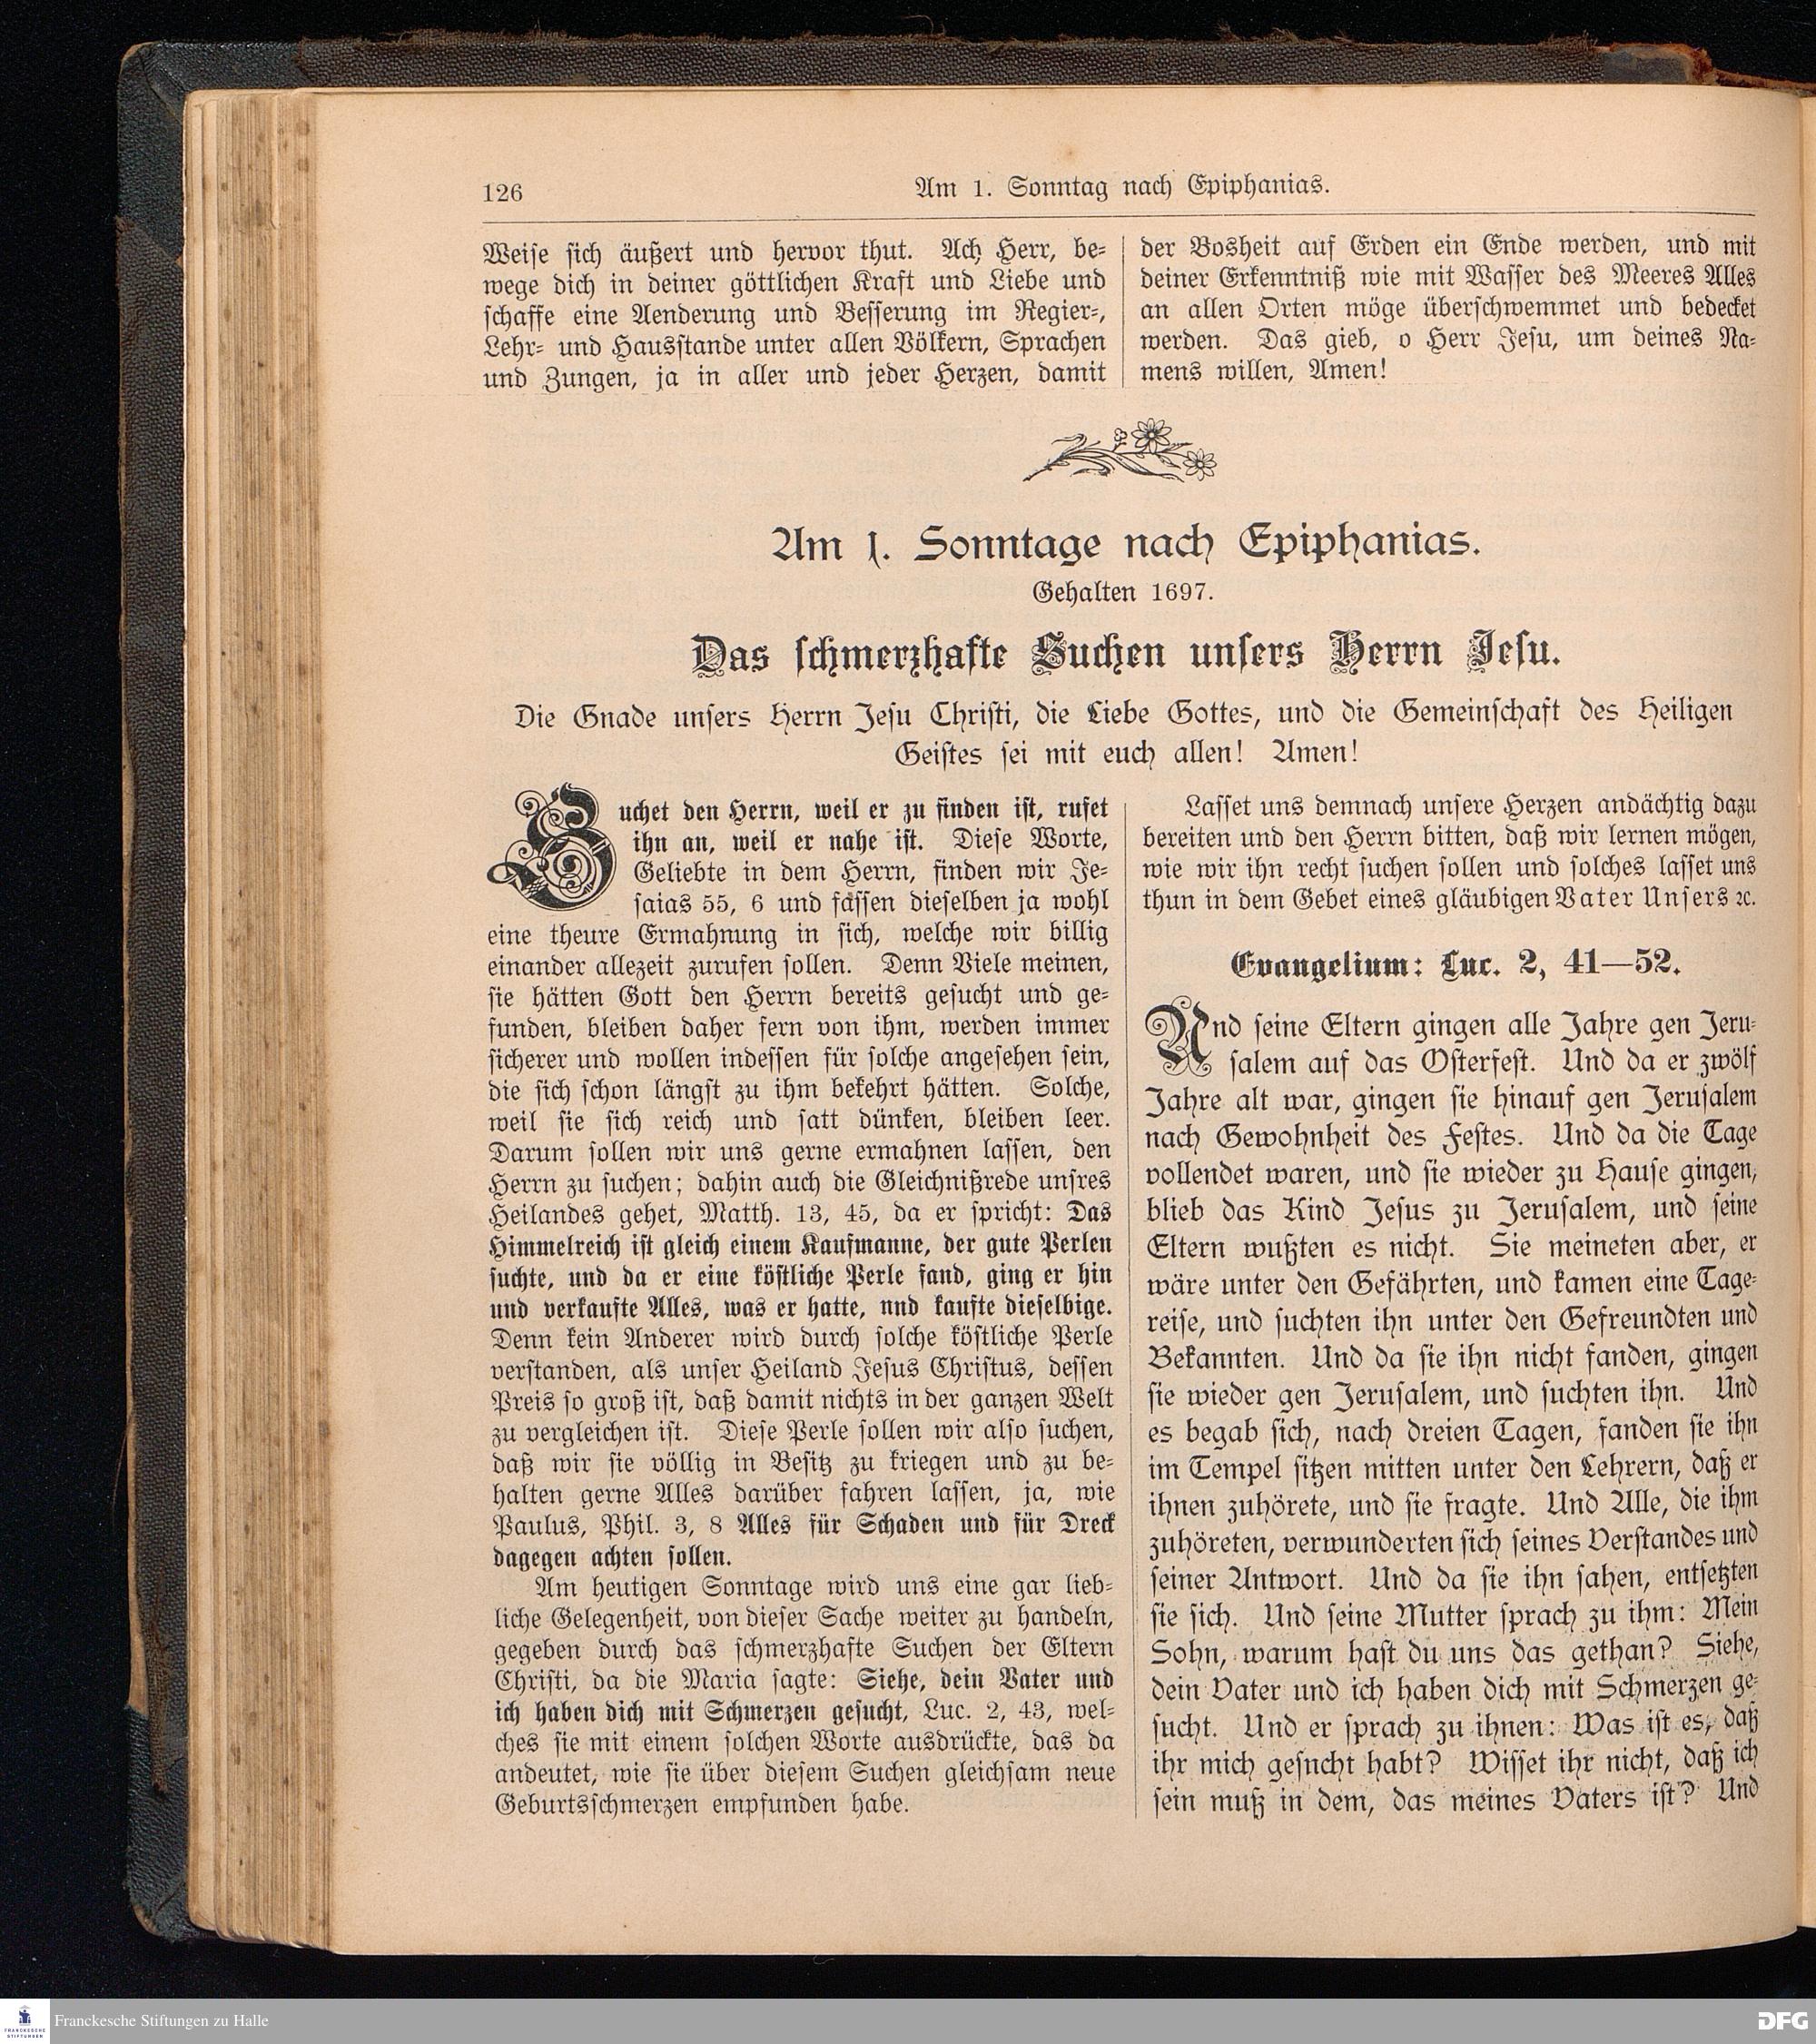 126
Am 1. Sonntag nach Epiphanias.
Weise sich äußert und hervor thut. Ach Herr, be-
wege dich in deiner göttlichen Kraft und Liebe und
schaffe eine Aenderung und Besserung im Regier-,
Lehr- und Hausstande unter allen Völkern, Sprachen
und Zungen, ja in aller und jeder Herzen, damit
der Bosheit auf Erden ein Ende werden, und mit
deiner Erkenntniß wie mit Wasser des Meeres Alles
an allen Orten möge überschwemmet und bedecket
werden. Das gieb, o Herr Jesu, um deines Na-
mens willen, Amen!
Am 1. Sonntage nach Epiphanias.
Gehalten 1697.
Das schmerzhafte Suchen unsers Herrn Jesu.
Die Gnade unsers Herrn Jesu Christi, die Liebe Gottes, und die Gemeinschaft des Heiligen
Geistes sei mit euch allen! Amen!
Suchet den Herrn, weil er zu finden ist, rufet
ihn an, weil er nahe ist. Diese Worte,
Geliebte in dem Herrn, finden wir Je-
saias 55, 6 und fassen dieselben ja wohl
eine theure Ermahnung in sich, welche wir billig
einander allezeit zurufen sollen. Denn Viele meinen,
sie hätten Gott den Herrn bereits gesucht und ge-
funden, bleiben daher fern von ihm, werden immer
sicherer und wollen indessen für solche angesehen sein,
die sich schon längst zu ihm bekehrt hätten. Solche,
weil sie sich reich und satt dünken, bleiben leer.
Darum sollen wir uns gerne ermahnen lassen, den
Herrn zu suchen; dahin auch die Gleichnißrede unsres
Heilandes gehet, Matth. 13, 45, da er spricht: Das
Himmelreich ist gleich einem Kaufmanne, der gute Perlen
suchte, und da er eine köstliche Perle fand, ging er hin
und verkaufte Alles, was er hatte, nnd kaufte dieselbige.
Denn kein Anderer wird durch solche köstliche Perle
verstanden, als unser Heiland Jesus Christus, dessen
Preis so groß ist, daß damit nichts in der ganzen Welt
zu vergleichen ist. Diese Perle sollen wir also suchen,
daß wir sie völlig in Besitz zu kriegen und zu be-
halten gerne Alles darüber fahren lassen, ja, wie
Paulus, Phil. 3, 8 Alles für Schaden und für Dreck
dagegen achten sollen.
Am heutigen Sonntage wird uns eine gar lieb-
liche Gelegenheit, von dieser Sache weiter zu handeln,
gegeben durch das schmerzhafte Suchen der Eltern
Christi, da die Maria sagte: Siehe, dein Vater und
ich haben dich mit Schmerzen gesucht, Luc. 2, 43, wel-
ches sie mit einem solchen Worte ausdrückte, das da
andeutet, wie sie über diesem Suchen gleichsam neue
Geburtsschmerzen empfunden habe.
Lasset uns demnach unsere Herzen andächtig dazu
bereiten und den Herrn bitten, daß wir lernen mögen,
wie wir ihn recht suchen sollen und solches lasset uns
thun in dem Gebet eines gläubigen Vater Unsers ꝛc.
Evangelium: Luc. 2, 41—52.
Und seine Eltern gingen alle Jahre gen Jeru-
salem auf das Osterfest. Und da er zwölf
Jahre alt war, gingen sie hinauf gen Jerusalem
nach Gewohnheit des Festes. Und da die Tage
vollendet waren, und sie wieder zu Hause gingen,
blieb das Kind Jesus zu Jerusalem, und seine
Eltern wußten es nicht. Sie meineten aber, er
wäre unter den Gefährten, und kamen eine Tage-
reise, und suchten ihn unter den Gefreundten und
Bekannten. Und da sie ihn nicht fanden, gingen
sie wieder gen Jerusalem, und suchten ihn. Und
es begab sich, nach dreien Tagen, fanden sie ihn
im Tempel sitzen mitten unter den Lehrern, daß er
ihnen zuhörete, und sie fragte. Und Alle, die ihm
zuhöreten, verwunderten sich seines Verstandes und
seiner Antwort. Und da sie ihn sahen, entsetzten
sie sich. Und seine Mutter sprach zu ihm: Mein
Sohn, warum hast du uns das gethan? Siehe,
dein Vater und ich haben dich mit Schmerzen ge-
sucht. Und er sprach zu ihnen: Was ist es, daß
ihr mich gesncht habt? Wisset ihr nicht, daß ich
sein muß in dem, das meines Vaters ist? Und
FRANCKESCHE
STIFTUNGEN
Franckesche Stiftungen zu Halle
DFG